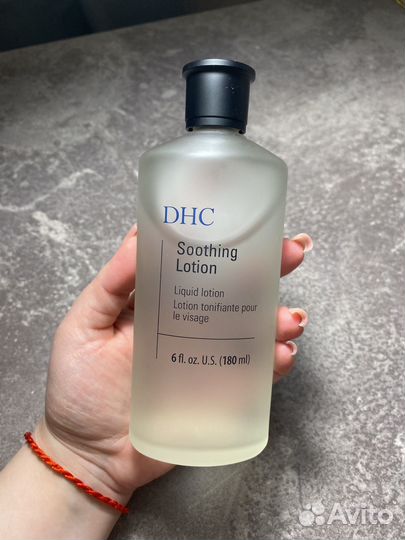 DHC
Soothing
Lotion
Liquid lotion
Lotion tonifiante pour
le visage
6 fl. oz. U.S. (180 ml)
Avito